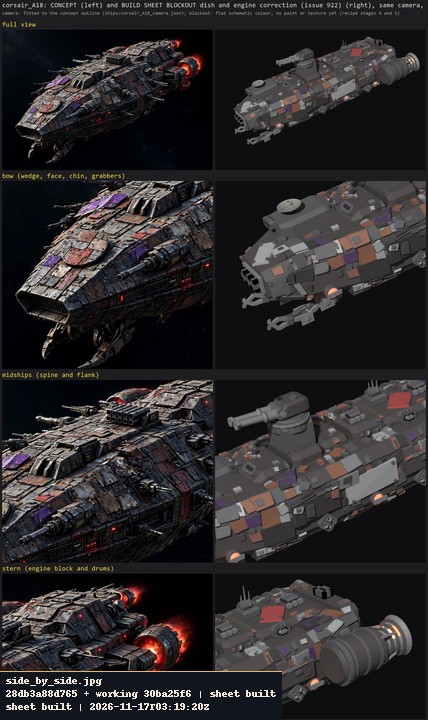 corsair_A1B: CONCEPT (left) and BUILD SHEET BLOCKOUT dish and engine correction (issue 922) (right), same camera,
camera: fitted to the concept outline (ships/corsair_A1B_camera.json); blockout: flat schematic colour, no paint or texture yet (recipe stages 4 and 5)
full view
bow (wedge, face, chin, grabbers)
midships (spine and flank)
stern (engine block and drums)
side_by_side.jpg
28db3a88d765 + working 30ba25f6 | sheet built
sheet built | 2026-11-17T03:19:20Z